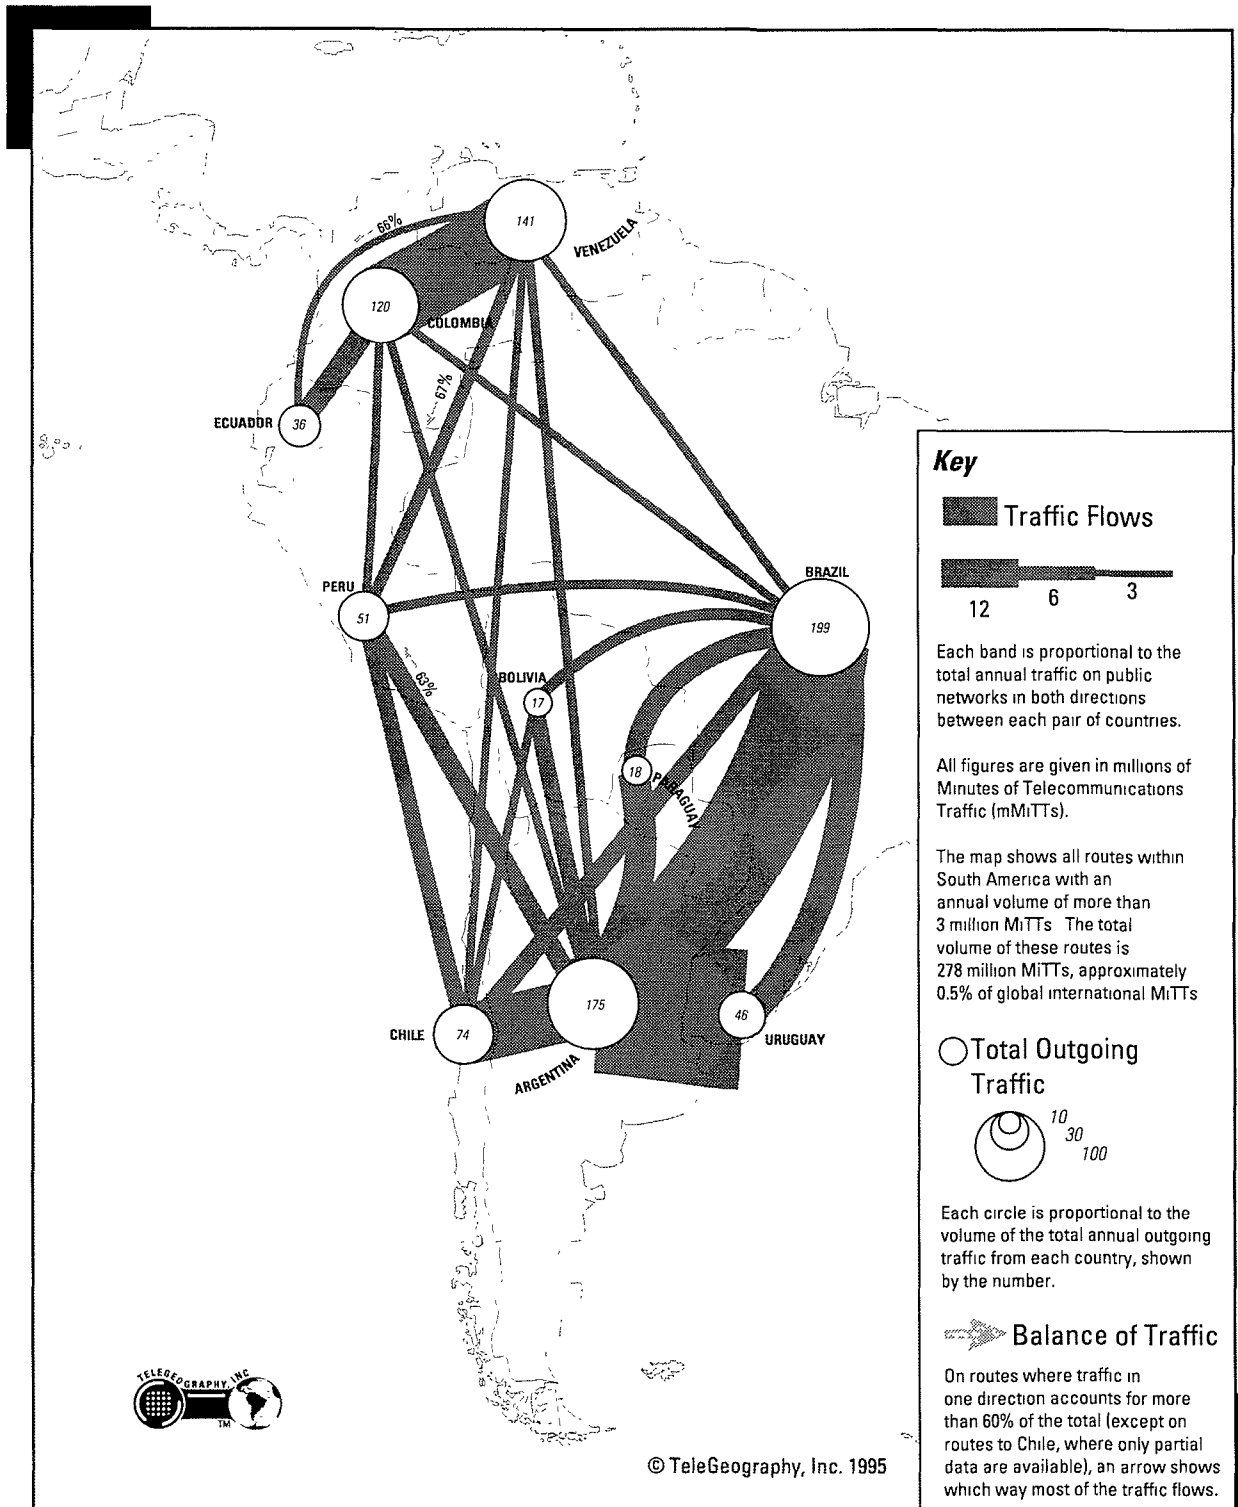 66%
141
VENEZUELA
120
COLOMBIA
67%
ECUADOR
36
PERU
51
63%
BRAZIL
199
BOLIVIA
17
18
PARAGUAY
175
46
CHILE
74
URUGUAY
ARGENTINA
Key
Traffic Flows
12
6
3
Each band is proportional to the
total annual traffic on public
networks in both directions
between each pair of countries.
All figures are given in millions of
Minutes of Telecommunications
Traffic (mMiTTs).
The map shows all routes within
South America with an
annual volume of more than
3 million MiTTs The total
volume of these routes is
278 million MiTTs, approximately
0.5% of global international MiTTs
Total Outgoing
Traffic
10
30
100
Each circle is proportional to the
volume of the total annual outgoing
traffic from each country, shown
by the number.
Balance of Traffic
On routes where traffic in
one direction accounts for more
than 60% of the total (except on
routes to Chile, where only partial
data are available), an arrow shows
which way most of the traffic flows.
TELEGEOGRAPHY, INC
TM
© TeleGeography, Inc. 1995